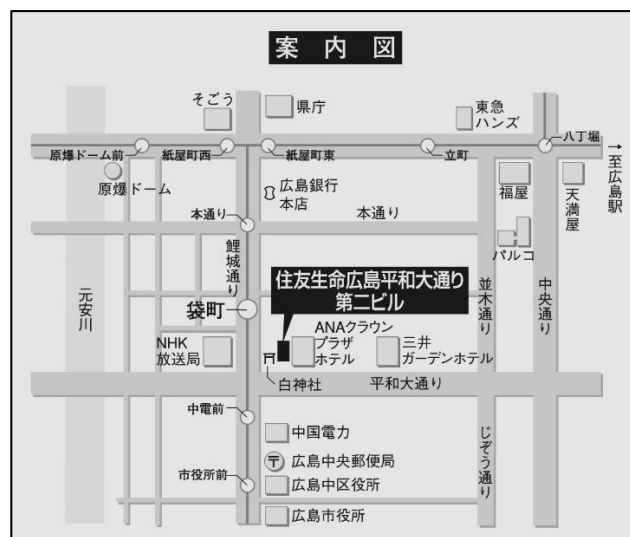 案内図
そごう
県庁
東急
ハンズ
八丁堀
原爆ドーム前
紙屋町西
紙屋町東
立町
→至広島駅
原爆ドーム
広島銀行
本店
福屋
天満屋
本通り
本通り
パルコ
鯉城通り
住友生命広島平和大通り
第二ビル
並木通り
中央通り
元安川
袋町
NHK
放送局
ANAクラウン
プラザ
ホテル
三井
ガーデンホテル
白神社
平和大通り
中電前
中国電力
じぞう通り
〒
広島中央郵便局
市役所前
広島中区役所
広島市役所